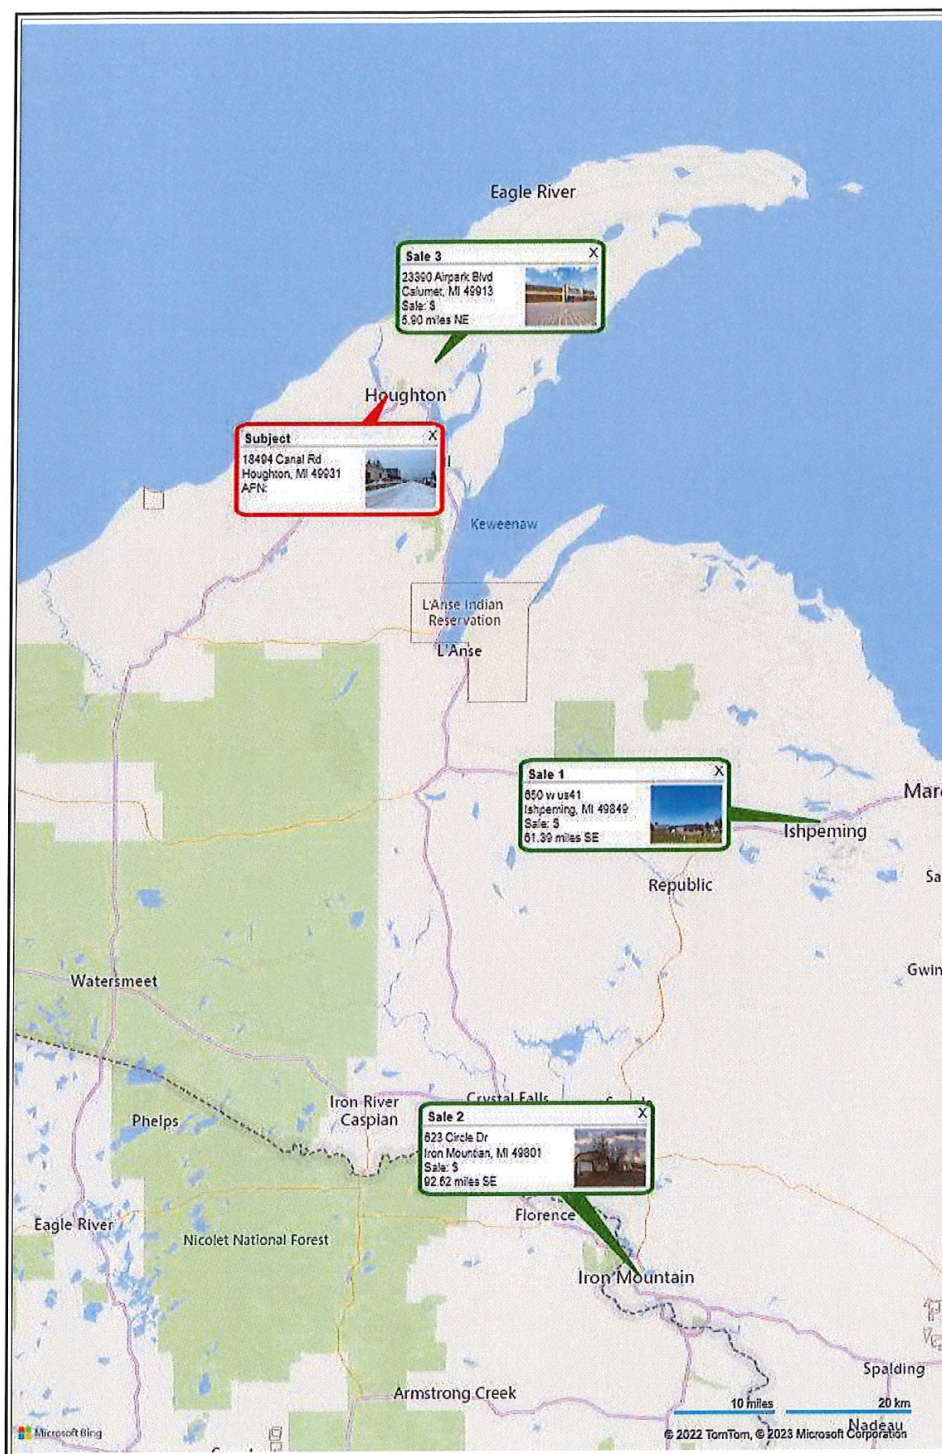 Eagle River
Sale 3 X
23390 Airpark Blvd
Calumet, MI 49913
Sale: $
5.90 miles NE
Houghton
Subject X
18494 Canal Rd
Houghton, MI 49931
APN:
Keweenaw
L'Anse Indian
Reservation
L'Anse
Sale 1 X
650 w us41
Ishpeming, MI 49849
Sale: $
61.39 miles SE
Ishpeming
Republic
Watersmeet
Iron River
Caspian
Crystal Falls
Phelps
Sale 2 X
623 Circle Dr
Iron Mountian, MI 49801
Sale: $
92.62 miles SE
Florence
Eagle River
Nicolet National Forest
Iron Mountain
Spalding
Armstrong Creek
10 miles 20 km
Nadeau
Microsoft Bing
© 2022 TomTom, © 2023 Microsoft Corporation